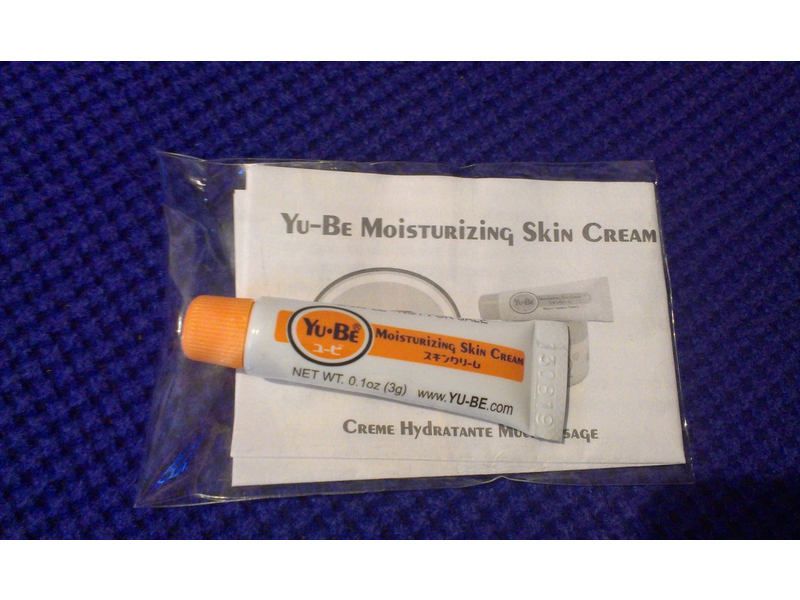 Yu-Be Moisturizing Skin Cream
Yu•Be®
ユービ
Moisturizing Skin Cream
スキンクリーム
NET WT. 0.1oz (3g)
www.YU-BE.com
Creme Hydratante
sage